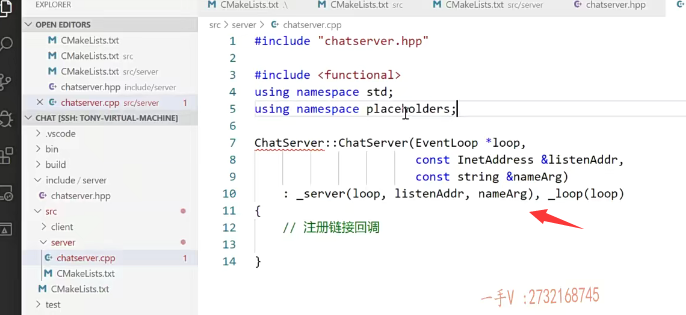 EXPLORER
OPEN EDITORS
CMakeLists.txt
CMakeLists.txt src
CMakeLists.txt src/server
chatserver.hpp include/server
chatserver.cpp src/server 1
CHAT [SSH: TONY-VIRTUAL-MACHINE]
.vscode
bin
build
include / server
chatserver.hpp
src
client
server
chatserver.cpp 1
CMakeLists.txt
CMakeLists.txt
test
CMakeLists.txt .\
CMakeLists.txt src
CMakeLists.txt src/server
chatserver.hpp
src > server > chatserver.cpp
1 #include "chatserver.hpp"
2
3 #include <functional>
4 using namespace std;
5 using namespace placeholders;
6
7 ChatServer::ChatServer(EventLoop *loop,
8 const InetAddress &listenAddr,
9 const string &nameArg)
10 : _server(loop, listenAddr, nameArg), _loop(loop)
11 {
12 // 注册链接回调
13
14 }
一手V :2732168745